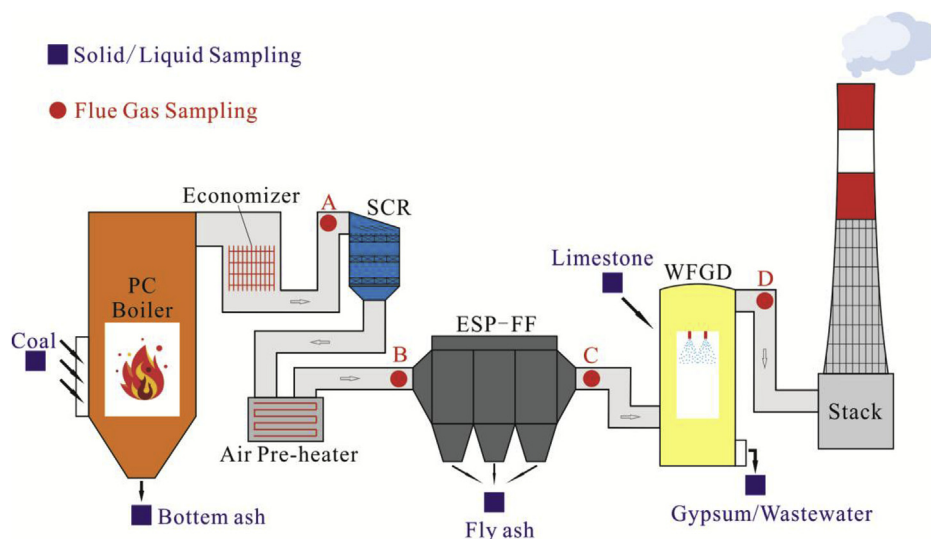 Solid/Liquid Sampling
Flue Gas Sampling
Economizer
A
SCR
PC
Boiler
Coal
Limestone
WFGD
D
ESP-FF
B
C
Air Pre-heater
Stack
Bottem ash
Fly ash
Gypsum/Wastewater